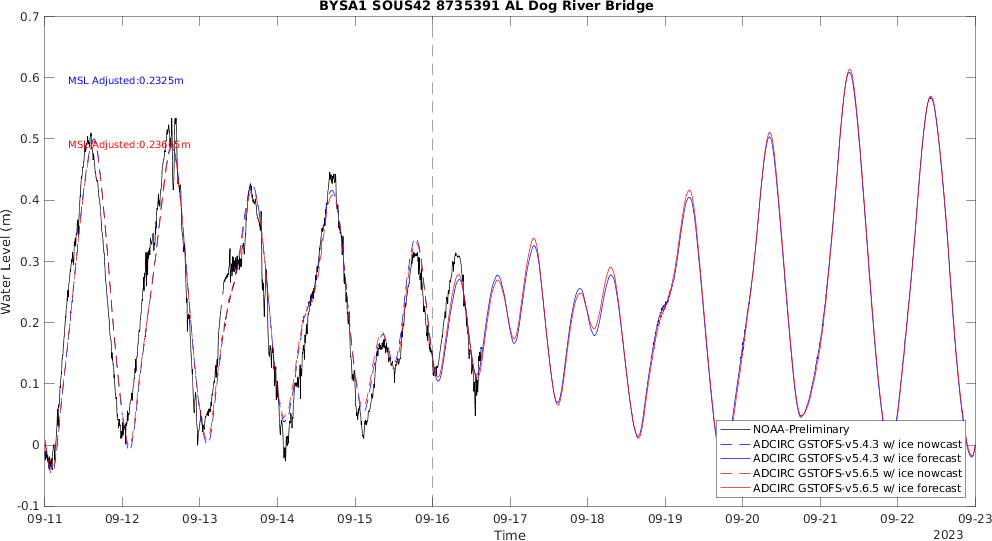 BYSA1 SOUS42 8735391 AL Dog River Bridge
0.7
0.6
0.5
0.4
0.3
0.2
0.1
0
-0.1
Water Level (m)
MSL Adjusted:0.2325m
NOAA-Preliminary
ADCIRC GSTOFS-v5.4.3 w/ ice nowcast
ADCIRC GSTOFS-v5.4.3 w/ ice forecast
ADCIRC GSTOFS-v5.6.5 w/ ice nowcast
ADCIRC GSTOFS-v5.6.5 w/ ice forecast
09-11 09-12 09-13 09-14 09-15 09-16 09-17 09-18 09-19 09-20 09-21 09-22 09-23
Time
2023